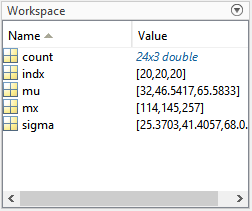 Workspace
Name Value
count 24x3 double
indx [20,20,20]
mu [32,46.5417,65.5833]
mx [114,145,257]
sigma [25.3703,41.4057,68.0..